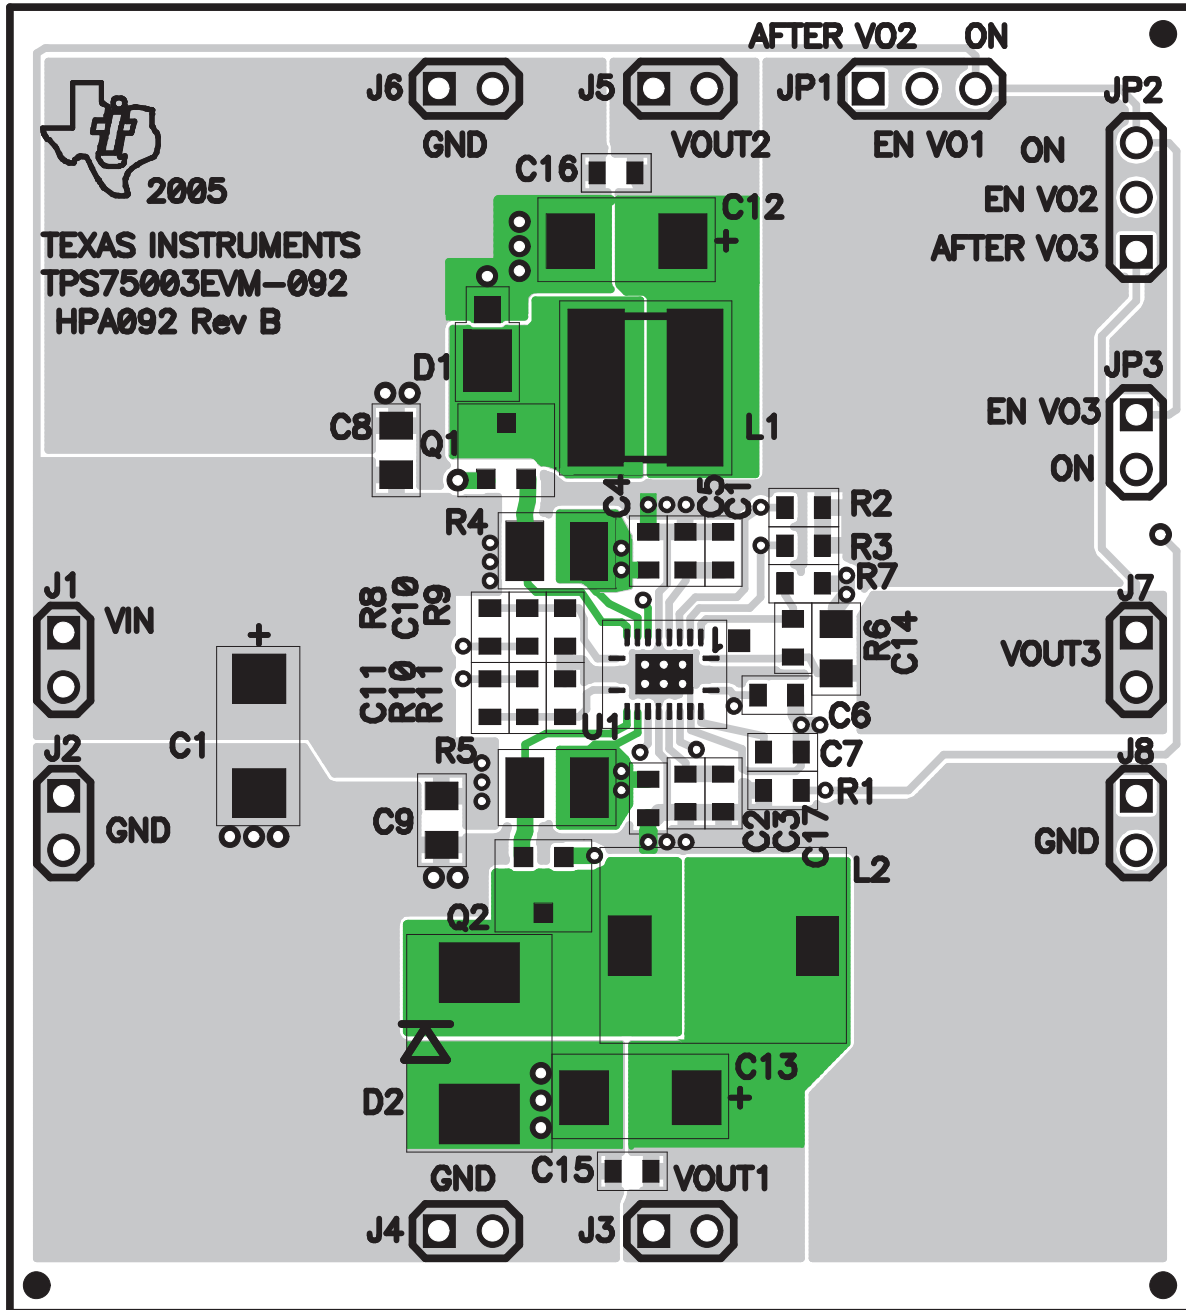 AFTER VO2 ON
J6
J5
JP1
JP2
GND
VOUT2
EN VO1
ON
C16
2005
EN VO2
C12
+
AFTER VO3
TEXAS INSTRUMENTS
TPS75003EVM-092
HPA092 Rev B
D1
JP3
C8
Q1
L1
EN VO3
ON
C4
C5
C1
R2
R4
R3
R7
J1
VIN
R8
C10
R9
J7
+
1
R6
C14
VOUT3
C11
R10
R11
U1
C6
J2
C1
R5
C7
J8
R1
GND
C9
C2
C3
C17
GND
L2
Q2
D2
C13
+
GND
C15
VOUT1
J4
J3